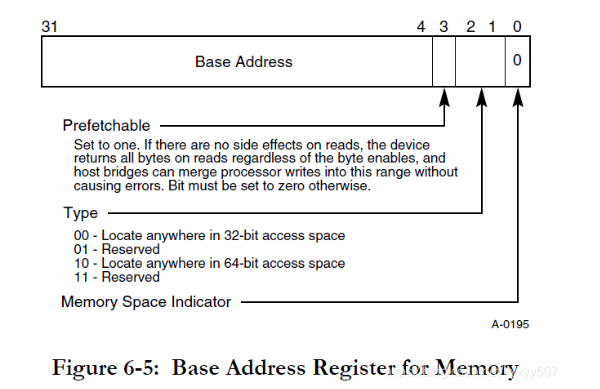 31 4 3 2 1 0
Base Address 0
Prefetchable
Set to one. If there are no side effects on reads, the device
returns all bytes on reads regardless of the byte enables, and
host bridges can merge processor writes into this range without
causing errors. Bit must be set to zero otherwise.
Type
00 - Locate anywhere in 32-bit access space
01 - Reserved
10 - Locate anywhere in 64-bit access space
11 - Reserved
Memory Space Indicator
A-0195
Figure 6-5: Base Address Register for Memory